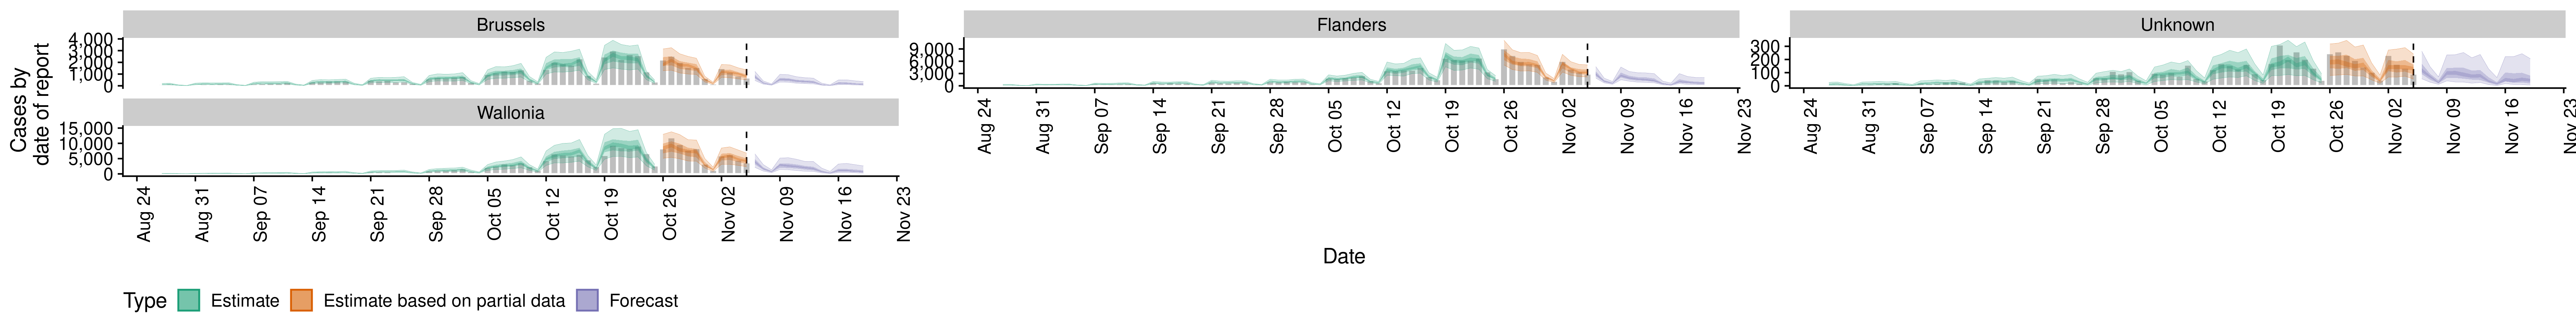 Brussels
Flanders
Unknown
Cases by
date of report
4,000
3,000
2,000
1,000
0
9,000
6,000
3,000
0
300
200
100
0
Aug 24
Aug 31
Sep 07
Sep 14
Sep 21
Sep 28
Oct 05
Oct 12
Oct 19
Oct 26
Nov 02
Nov 09
Nov 16
Nov 23
Aug 24
Aug 31
Sep 07
Sep 14
Sep 21
Sep 28
Oct 05
Oct 12
Oct 19
Oct 26
Nov 02
Nov 09
Nov 16
Nov 23
Wallonia
15,000
10,000
5,000
0
Aug 24
Aug 31
Sep 07
Sep 14
Sep 21
Sep 28
Oct 05
Oct 12
Oct 19
Oct 26
Nov 02
Nov 09
Nov 16
Nov 23
Date
Type Estimate Estimate based on partial data Forecast